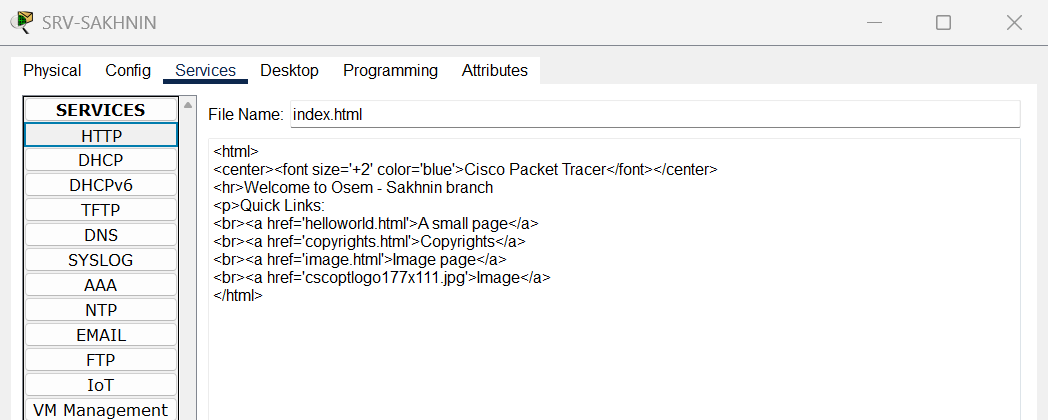 SRV-SAKHNIN
Physical Config Services Desktop Programming Attributes
SERVICES
HTTP
DHCP
DHCPv6
TFTP
DNS
SYSLOG
AAA
NTP
EMAIL
FTP
IoT
VM Management
File Name: index.html
<html>
<center><font size='+2' color='blue'>Cisco Packet Tracer</font></center>
<hr>Welcome to Osem - Sakhnin branch
<p>Quick Links:
<br><a href='helloworld.html'>A small page</a>
<br><a href='copyrights.html'>Copyrights</a>
<br><a href='image.html'>Image page</a>
<br><a href='cscoptlogo177x111.jpg'>Image</a>
</html>